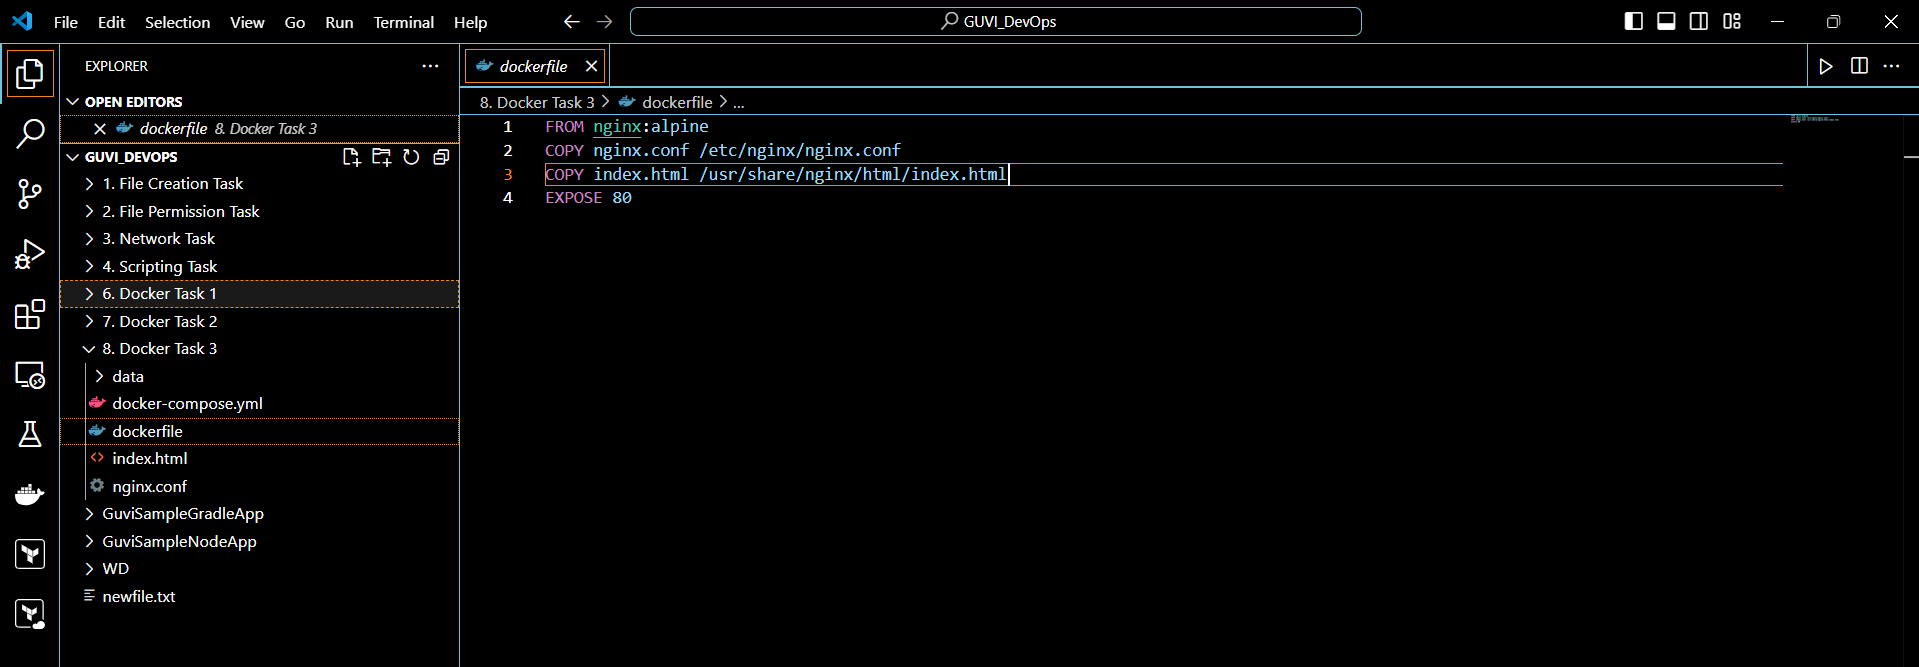 File Edit Selection View Go Run Terminal Help
GUVI_DevOps
EXPLORER
OPEN EDITORS
dockerfile 8. Docker Task 3
GUVI_DEVOPS
1. File Creation Task
2. File Permission Task
3. Network Task
4. Scripting Task
6. Docker Task 1
7. Docker Task 2
8. Docker Task 3
data
docker-compose.yml
dockerfile
index.html
nginx.conf
GuviSampleGradleApp
GuviSampleNodeApp
WD
newfile.txt
dockerfile
8. Docker Task 3 > dockerfile > ...
1 FROM nginx:alpine
2 COPY nginx.conf /etc/nginx/nginx.conf
3 COPY index.html /usr/share/nginx/html/index.html
4 EXPOSE 80